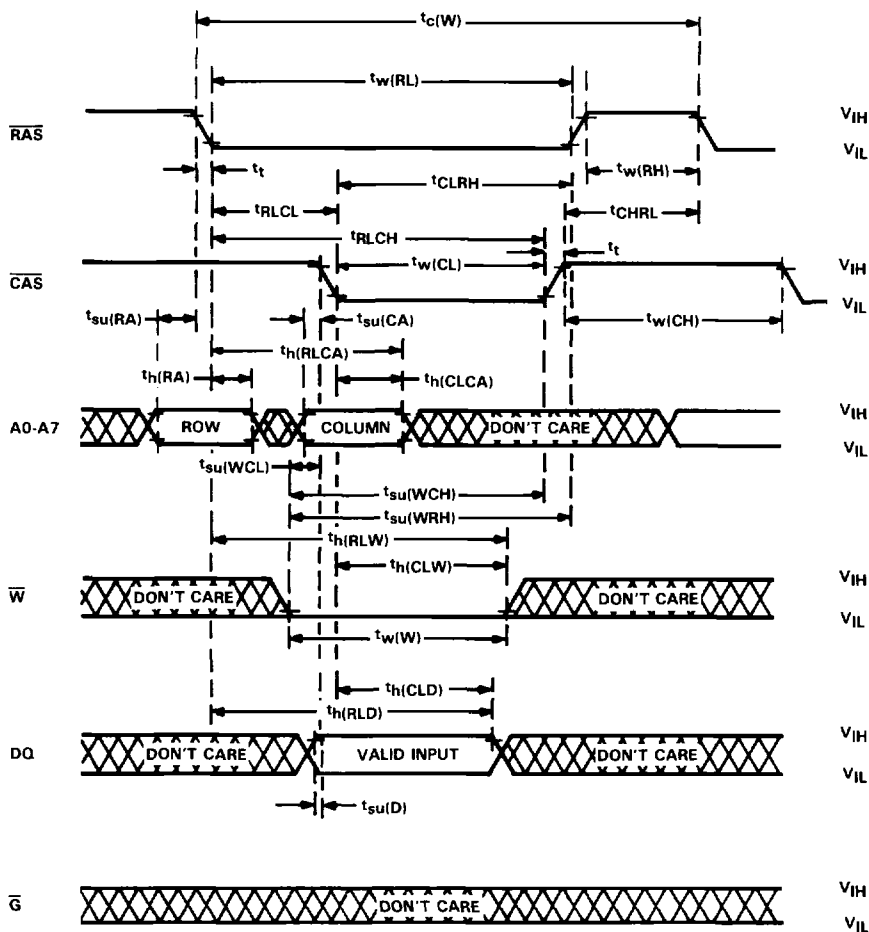 tc(W)
tw(RL)
RAS
VIH
VIL
tt
tCLRH
tw(RH)
tRLCL
tCHRL
tRLCH
tw(CL)
tt
CAS
VIH
VIL
tsu(RA)
tsu(CA)
tw(CH)
th(RLCA)
th(RA)
th(CLCA)
A0-A7
ROW
COLUMN
DON'T CARE
VIH
VIL
tsu(WCL)
tsu(WCH)
tsu(WRH)
th(RLW)
th(CLW)
W
DON'T CARE
DON'T CARE
VIH
VIL
tw(W)
th(CLD)
th(RLD)
DQ
DON'T CARE
VALID INPUT
DON'T CARE
VIH
VIL
tsu(D)
G
DON'T CARE
VIH
VIL